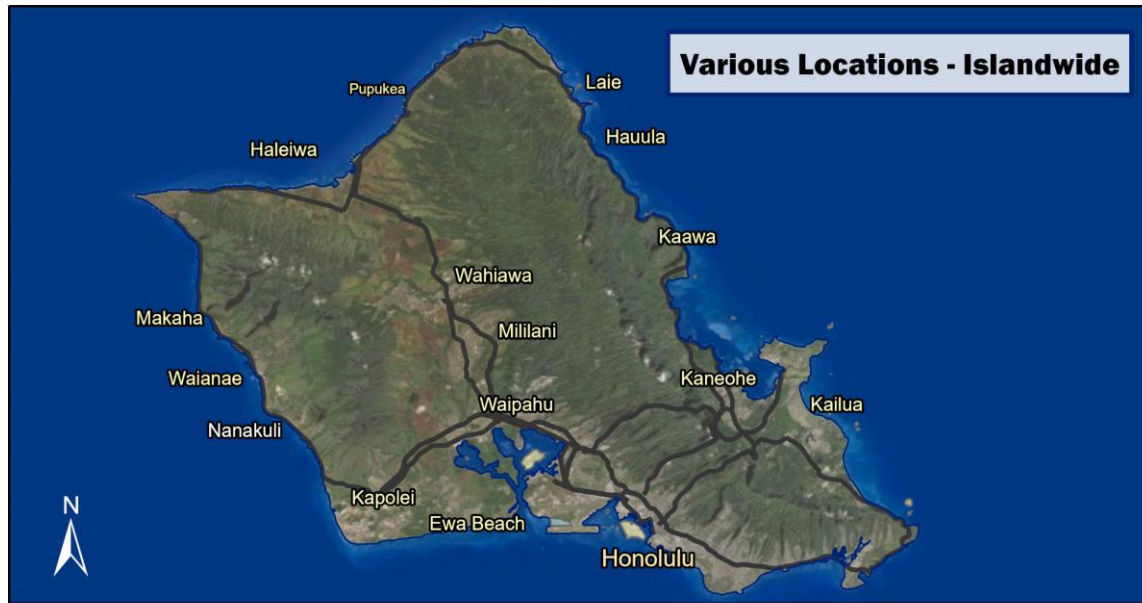 Various Locations - Islandwide
Laie
Pupukea
Hauula
Haleiwa
Kaawa
Wahiawa
Makaha
Mililani
Waianae
Kaneohe
Waipahu
Kailua
Nanakuli
Kapolei
N
Ewa Beach
Honolulu